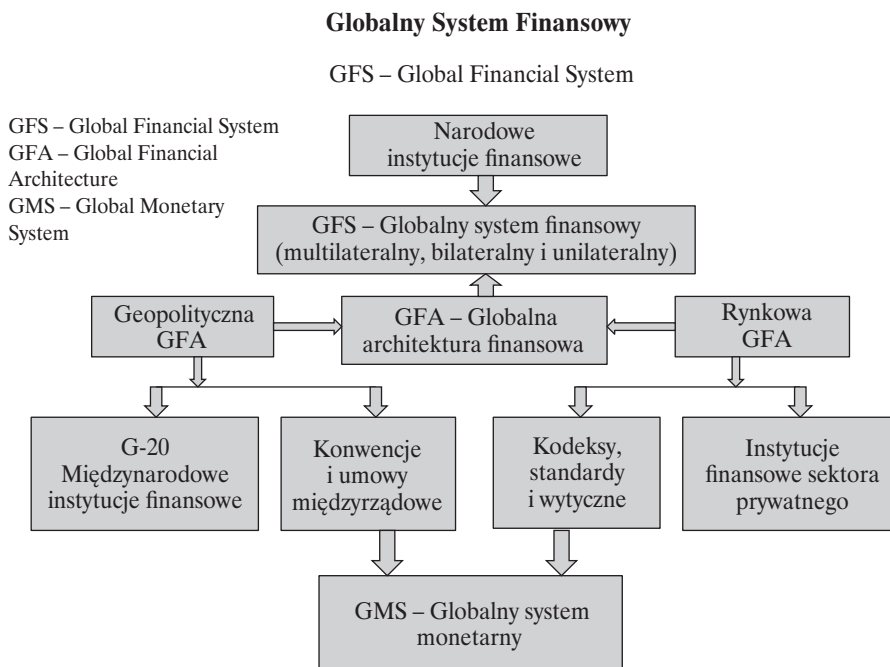 Globalny System Finansowy
GFS – Global Financial System
GFS – Global Financial System
GFA – Global Financial
Architecture
GMS – Global Monetary
System
Narodowe
instytucje finansowe
GFS – Globalny system finansowy
(multilateralny, bilateralny i unilateralny)
Geopolityczna
GFA
GFA – Globalna
architektura finansowa
Rynkowa
GFA
G-20
Międzynarodowe
instytucje finansowe
Konwencje
i umowy
międzyrządowe
Kodeksy,
standardy
i wytyczne
Instytucje
finansowe sektora
prywatnego
GMS – Globalny system
monetarny